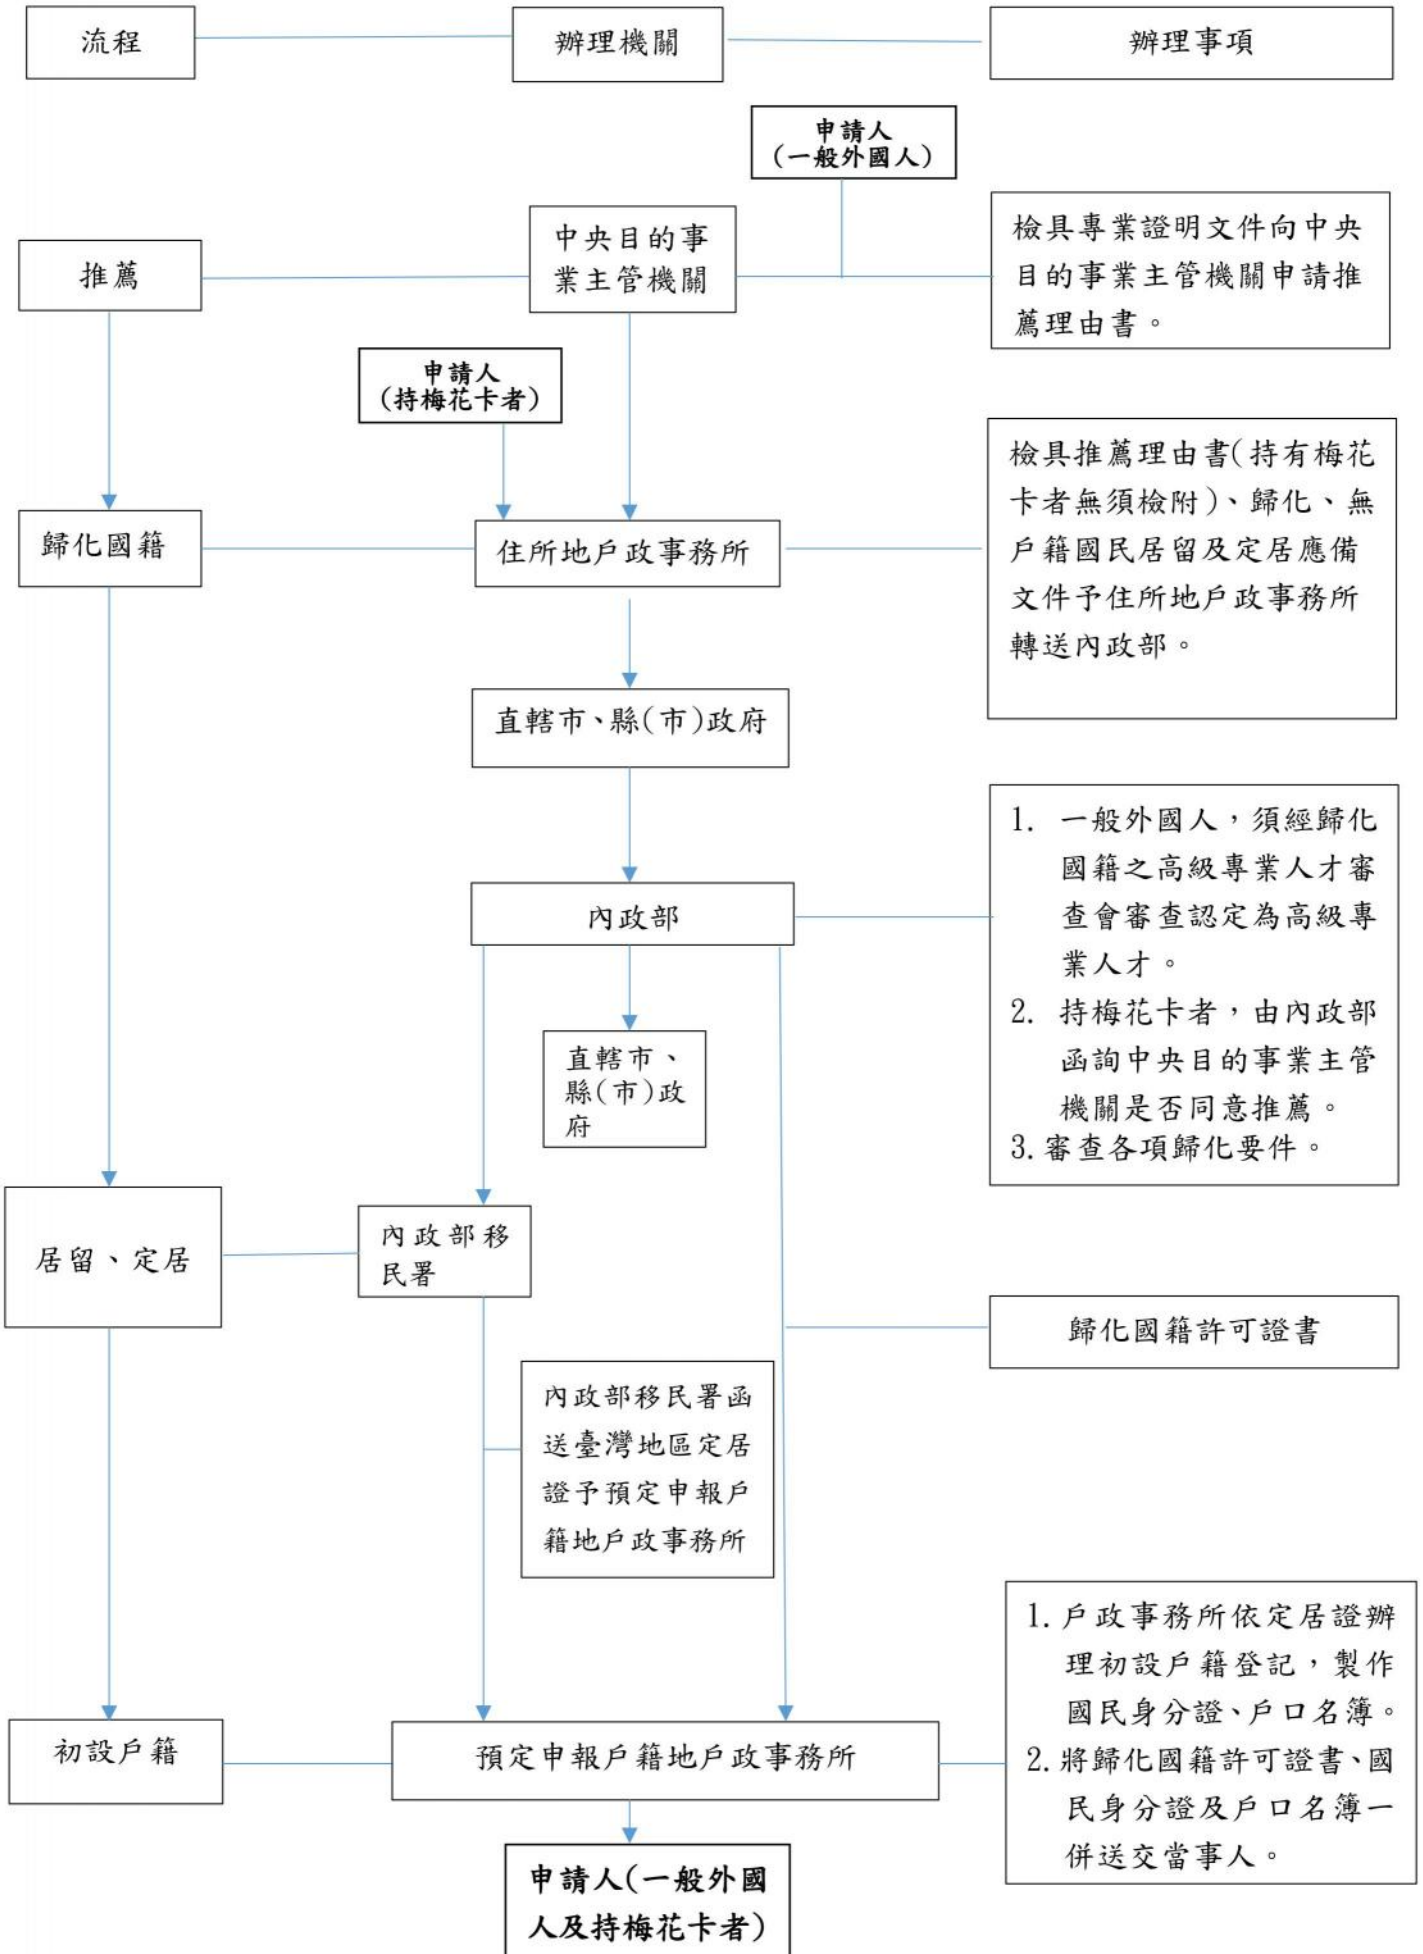 流程
辦理機關
辦理事項
申請人
(一般外國人)
推薦
中央目的事
業主管機關
檢具專業證明文件向中央
目的事業主管機關申請推
薦理由書。
申請人
(持梅花卡者)
歸化國籍
住所地戶政事務所
檢具推薦理由書(持有梅花
卡者無須檢附)、歸化、無
戶籍國民居留及定居應備
文件予住所地戶政事務所
轉送內政部。
直轄市、縣(市)政府
內政部
1. 一般外國人，須經歸化
國籍之高級專業人才審
查會審查認定為高級專
業人才。
2. 持梅花卡者，由內政部
函詢中央目的事業主管
機關是否同意推薦。
3.審查各項歸化要件。
直轄市、
縣(市)政
府
居留、定居
內政部移
民署
歸化國籍許可證書
內政部移民署函
送臺灣地區定居
證予預定申報戶
籍地戶政事務所
初設戶籍
預定申報戶籍地戶政事務所
1.戶政事務所依定居證辦
理初設戶籍登記，製作
國民身分證、戶口名簿。
2.將歸化國籍許可證書、國
民身分證及戶口名簿一
併送交當事人。
申請人(一般外國
人及持梅花卡者)